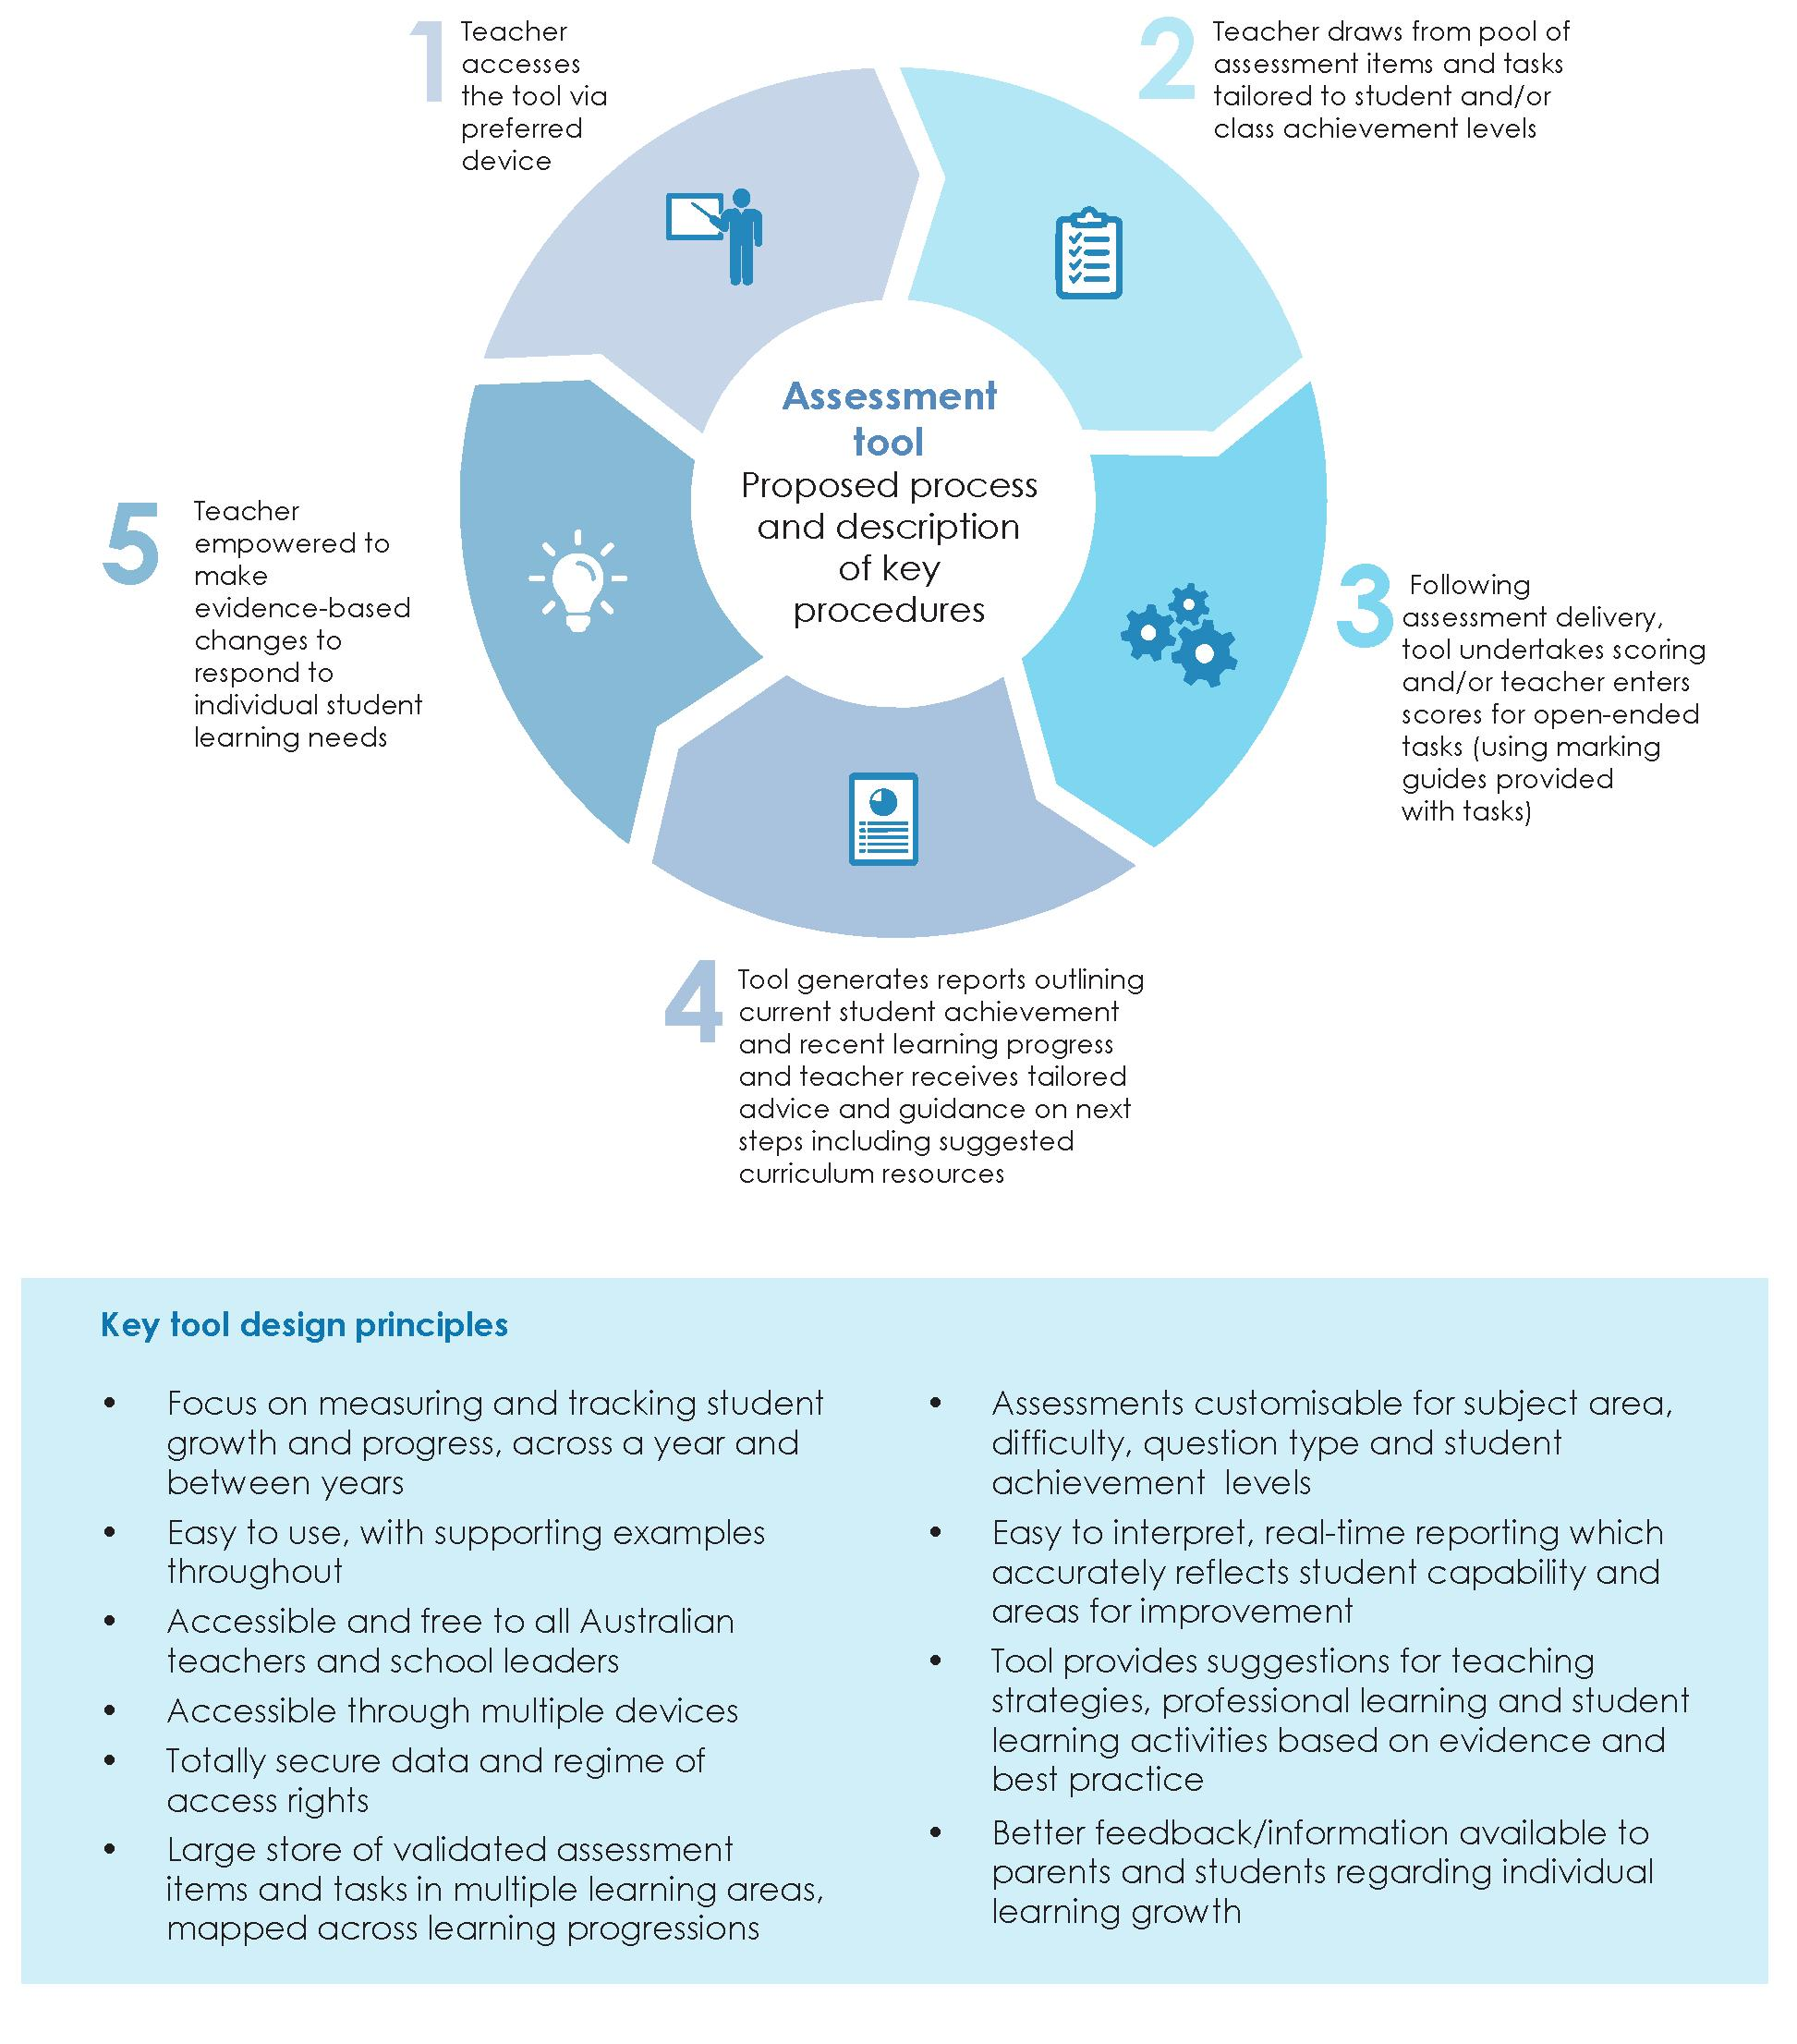 1
Teacher
accesses
the tool via
preferred
device
2
Teacher draws from pool of
assessment items and tasks
tailored to student and/or
class achievement levels
Assessment
tool
Proposed process
and description
of key
procedures
3
Following
assessment delivery,
tool undertakes scoring
and/or teacher enters
scores for open-ended
tasks (using marking
guides provided
with tasks)
4
Tool generates reports outlining
current student achievement
and recent learning progress
and teacher receives tailored
advice and guidance on next
steps including suggested
curriculum resources
5
Teacher
empowered to
make
evidence-based
changes to
respond to
individual student
learning needs
Key tool design principles
• Focus on measuring and tracking student
growth and progress, across a year and
between years
• Easy to use, with supporting examples
throughout
• Accessible and free to all Australian
teachers and school leaders
• Accessible through multiple devices
• Totally secure data and regime of
access rights
• Large store of validated assessment
items and tasks in multiple learning areas,
mapped across learning progressions
• Assessments customisable for subject area,
difficulty, question type and student
achievement levels
• Easy to interpret, real-time reporting which
accurately reflects student capability and
areas for improvement
• Tool provides suggestions for teaching
strategies, professional learning and student
learning activities based on evidence and
best practice
• Better feedback/information available to
parents and students regarding individual
learning growth